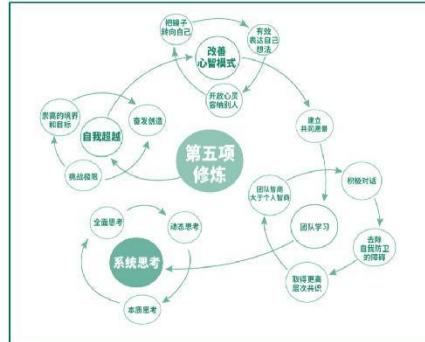 把镜子
转向自己
有效
表达自己
想法
改善
心智模式
开放心灵
容纳别人
崇高的境界
和目标
奋发创造
自我超越
挑战极限
建立
共同愿景
第五项
修炼
团队智商
大于个人智商
积极对话
团队学习
去除
自我防卫
的障碍
取得更高
层次共识
全面思考
动态思考
系统思考
本质思考